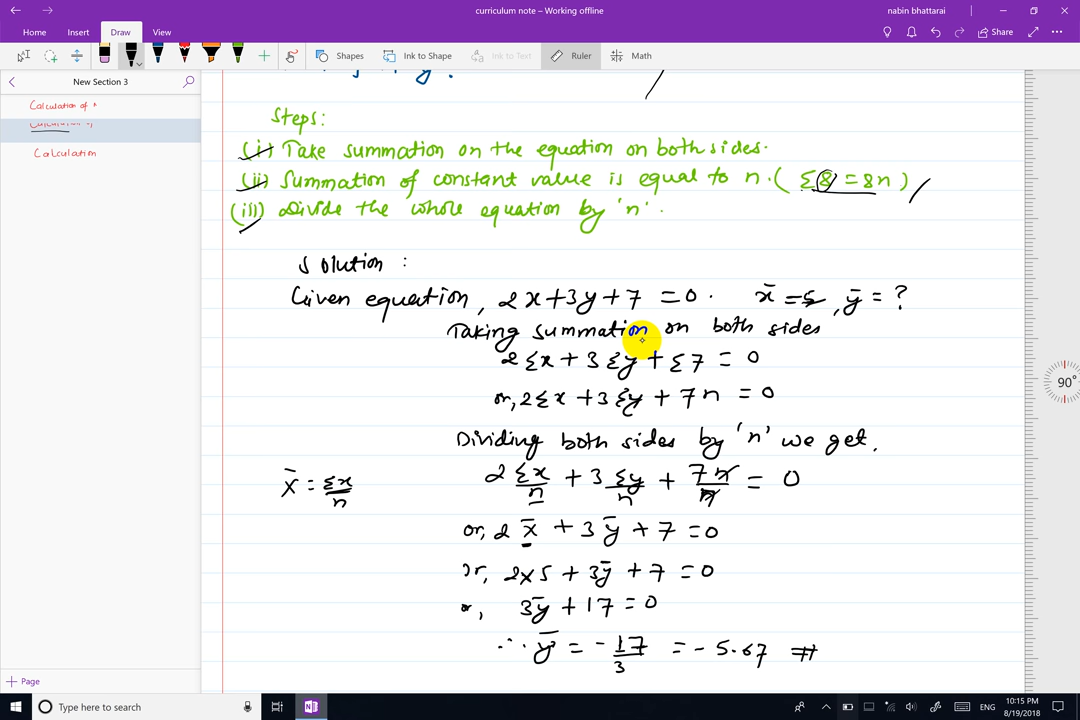 curriculum note - Working offline
nabin bhattarai
Home Insert Draw View
Share
Shapes Ink to Shape Ink to Text Ruler Math
New Section 3
Calculation of
Calculation of
Calculation
Page
y ?
Steps:
(i) Take summation on the equation on both sides.
(ii) Summation of constant value is equal to n. ( Σ8 = 8n )
(iii) Divide the whole equation by 'n'.
Solution :
Given equation, 2x+3y+7 =0. x̄ =5, ȳ = ?
Taking summation on both sides
2Σx + 3Σy + Σ7 = 0
or, 2Σx + 3Σy + 7n = 0
Dividing both sides by 'n' we get.
x̄ = Σx/n
2 Σx/n + 3 Σy/n + 7n/n = 0
or, 2 x̄ + 3ȳ + 7 = 0
or, 2x5 + 3ȳ + 7 = 0
or, 3ȳ + 17 = 0
∴ ȳ = - 17/3 = - 5.67 #
90°
Type here to search
ENG
10:15 PM
8/19/2018